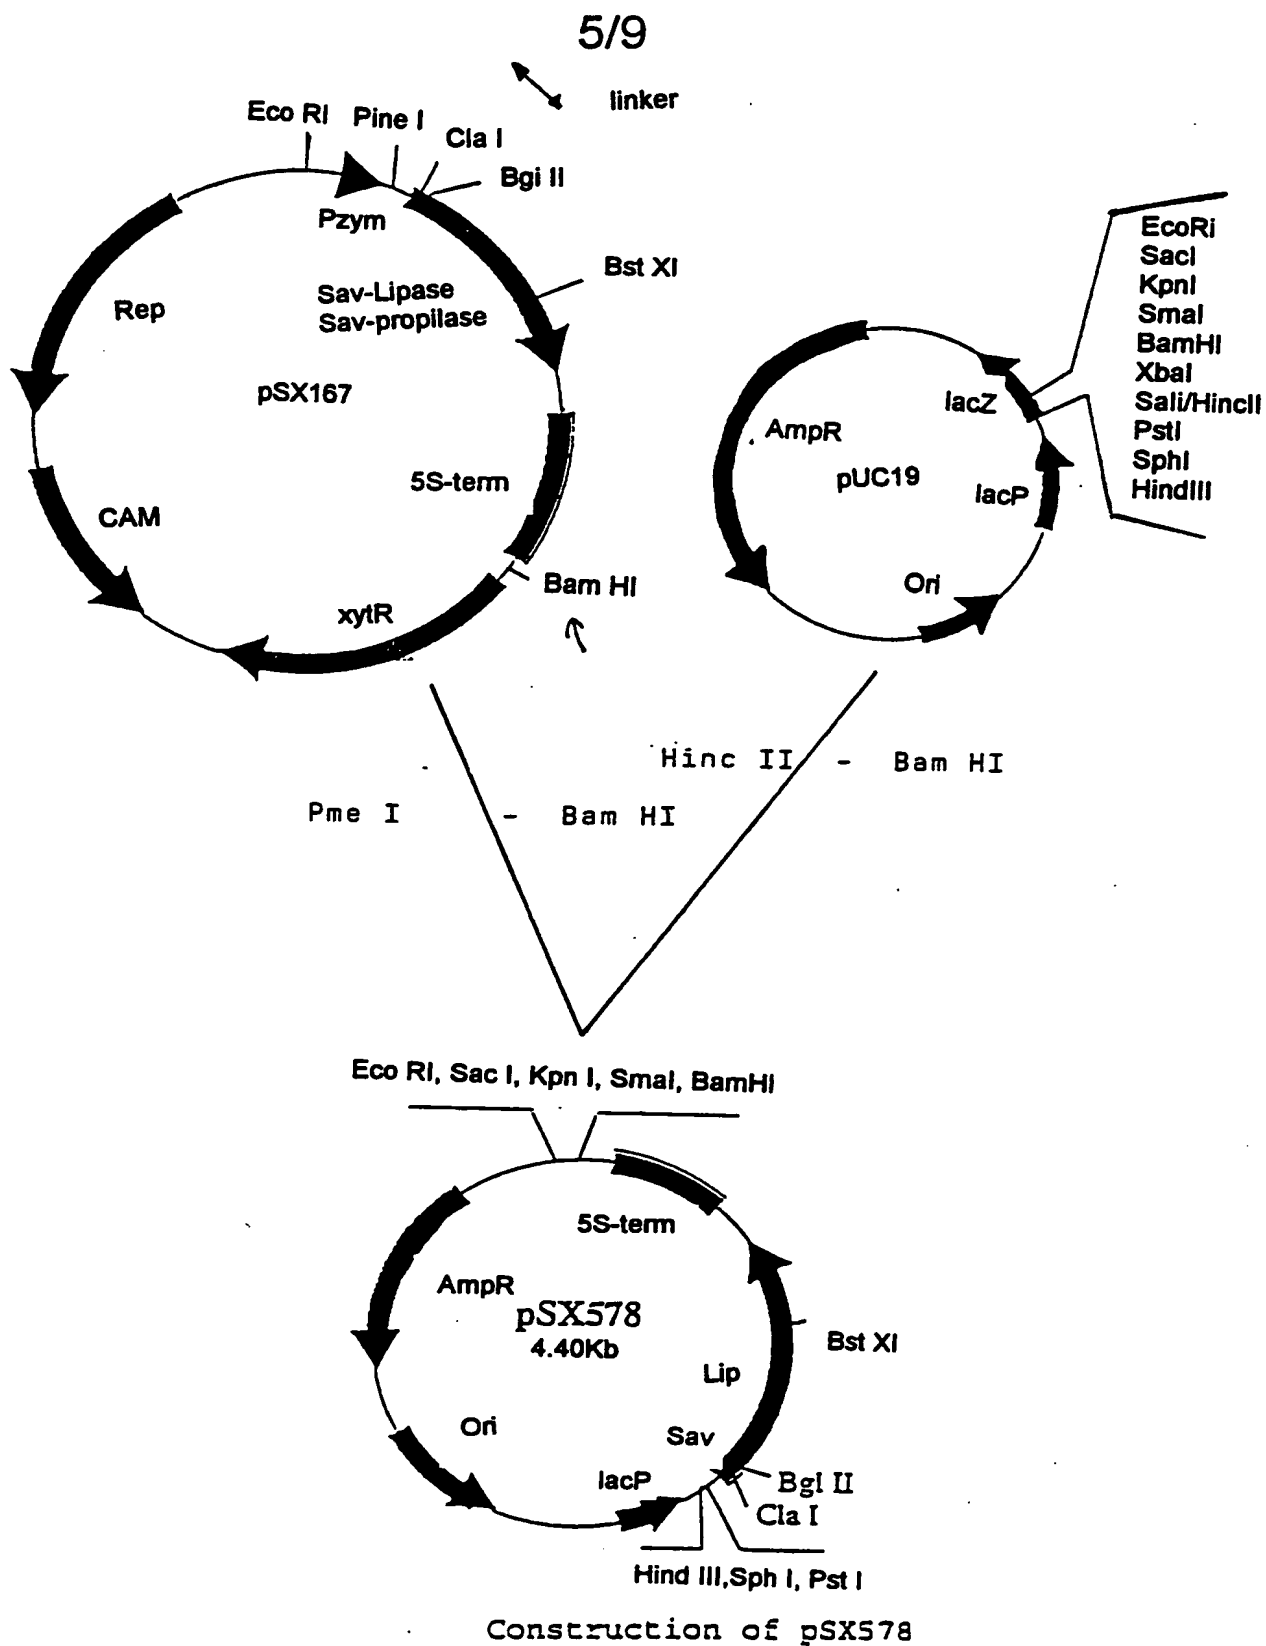 5/9
linker
Eco RI
Pine I
Cla I
Bgi II
Pzym
Bst XI
Sav-Lipase
Sav-propilase
Rep
pSX167
5S-term
CAM
Bam HI
xytR
EcoRi
SacI
KpnI
SmaI
BamHI
XbaI
Sali/HincII
PstI
SphI
HindIII
lacZ
AmpR
pUC19
lacP
Ori
Hinc II - Bam HI
Pme I - Bam HI
Eco RI, Sac I, Kpn I, SmaI, BamHI
5S-term
AmpR
pSX578
4.40Kb
Bst XI
Lip
Ori
Sav
lacP
Bgl II
Cla I
Hind III,Sph I, Pst I
Construction of pSX578